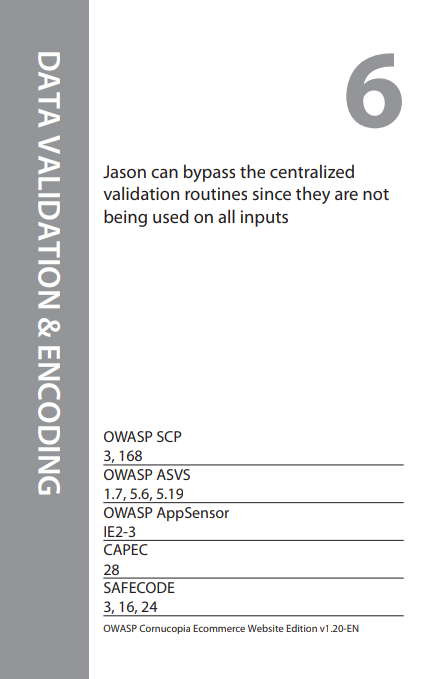 DATA VALIDATION & ENCODING
6
Jason can bypass the centralized
validation routines since they are not
being used on all inputs
OWASP SCP
3, 168
OWASP ASVS
1.7, 5.6, 5.19
OWASP AppSensor
IE2-3
CAPEC
28
SAFECODE
3, 16, 24
OWASP Cornucopia Ecommerce Website Edition v1.20-EN